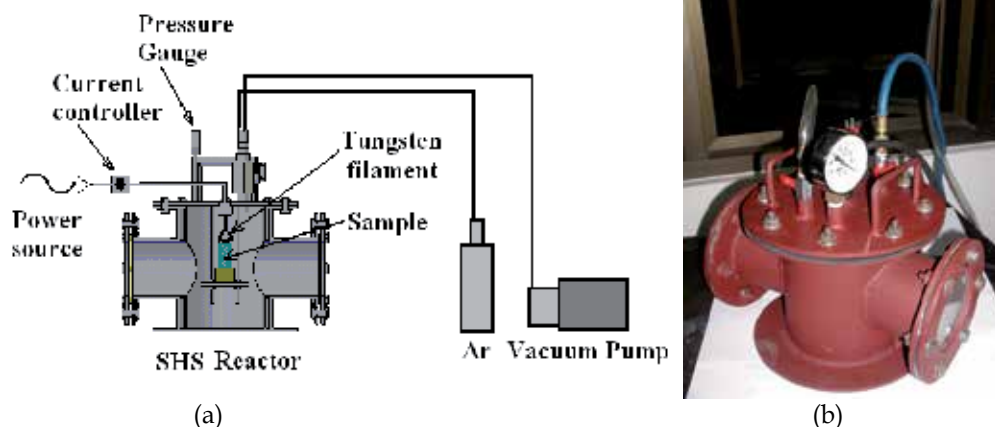 Pressure
Gauge
Current
controller
Tungsten
filament
Sample
Power
source
Ar
Vacuum Pump
SHS Reactor
(a)
(b)